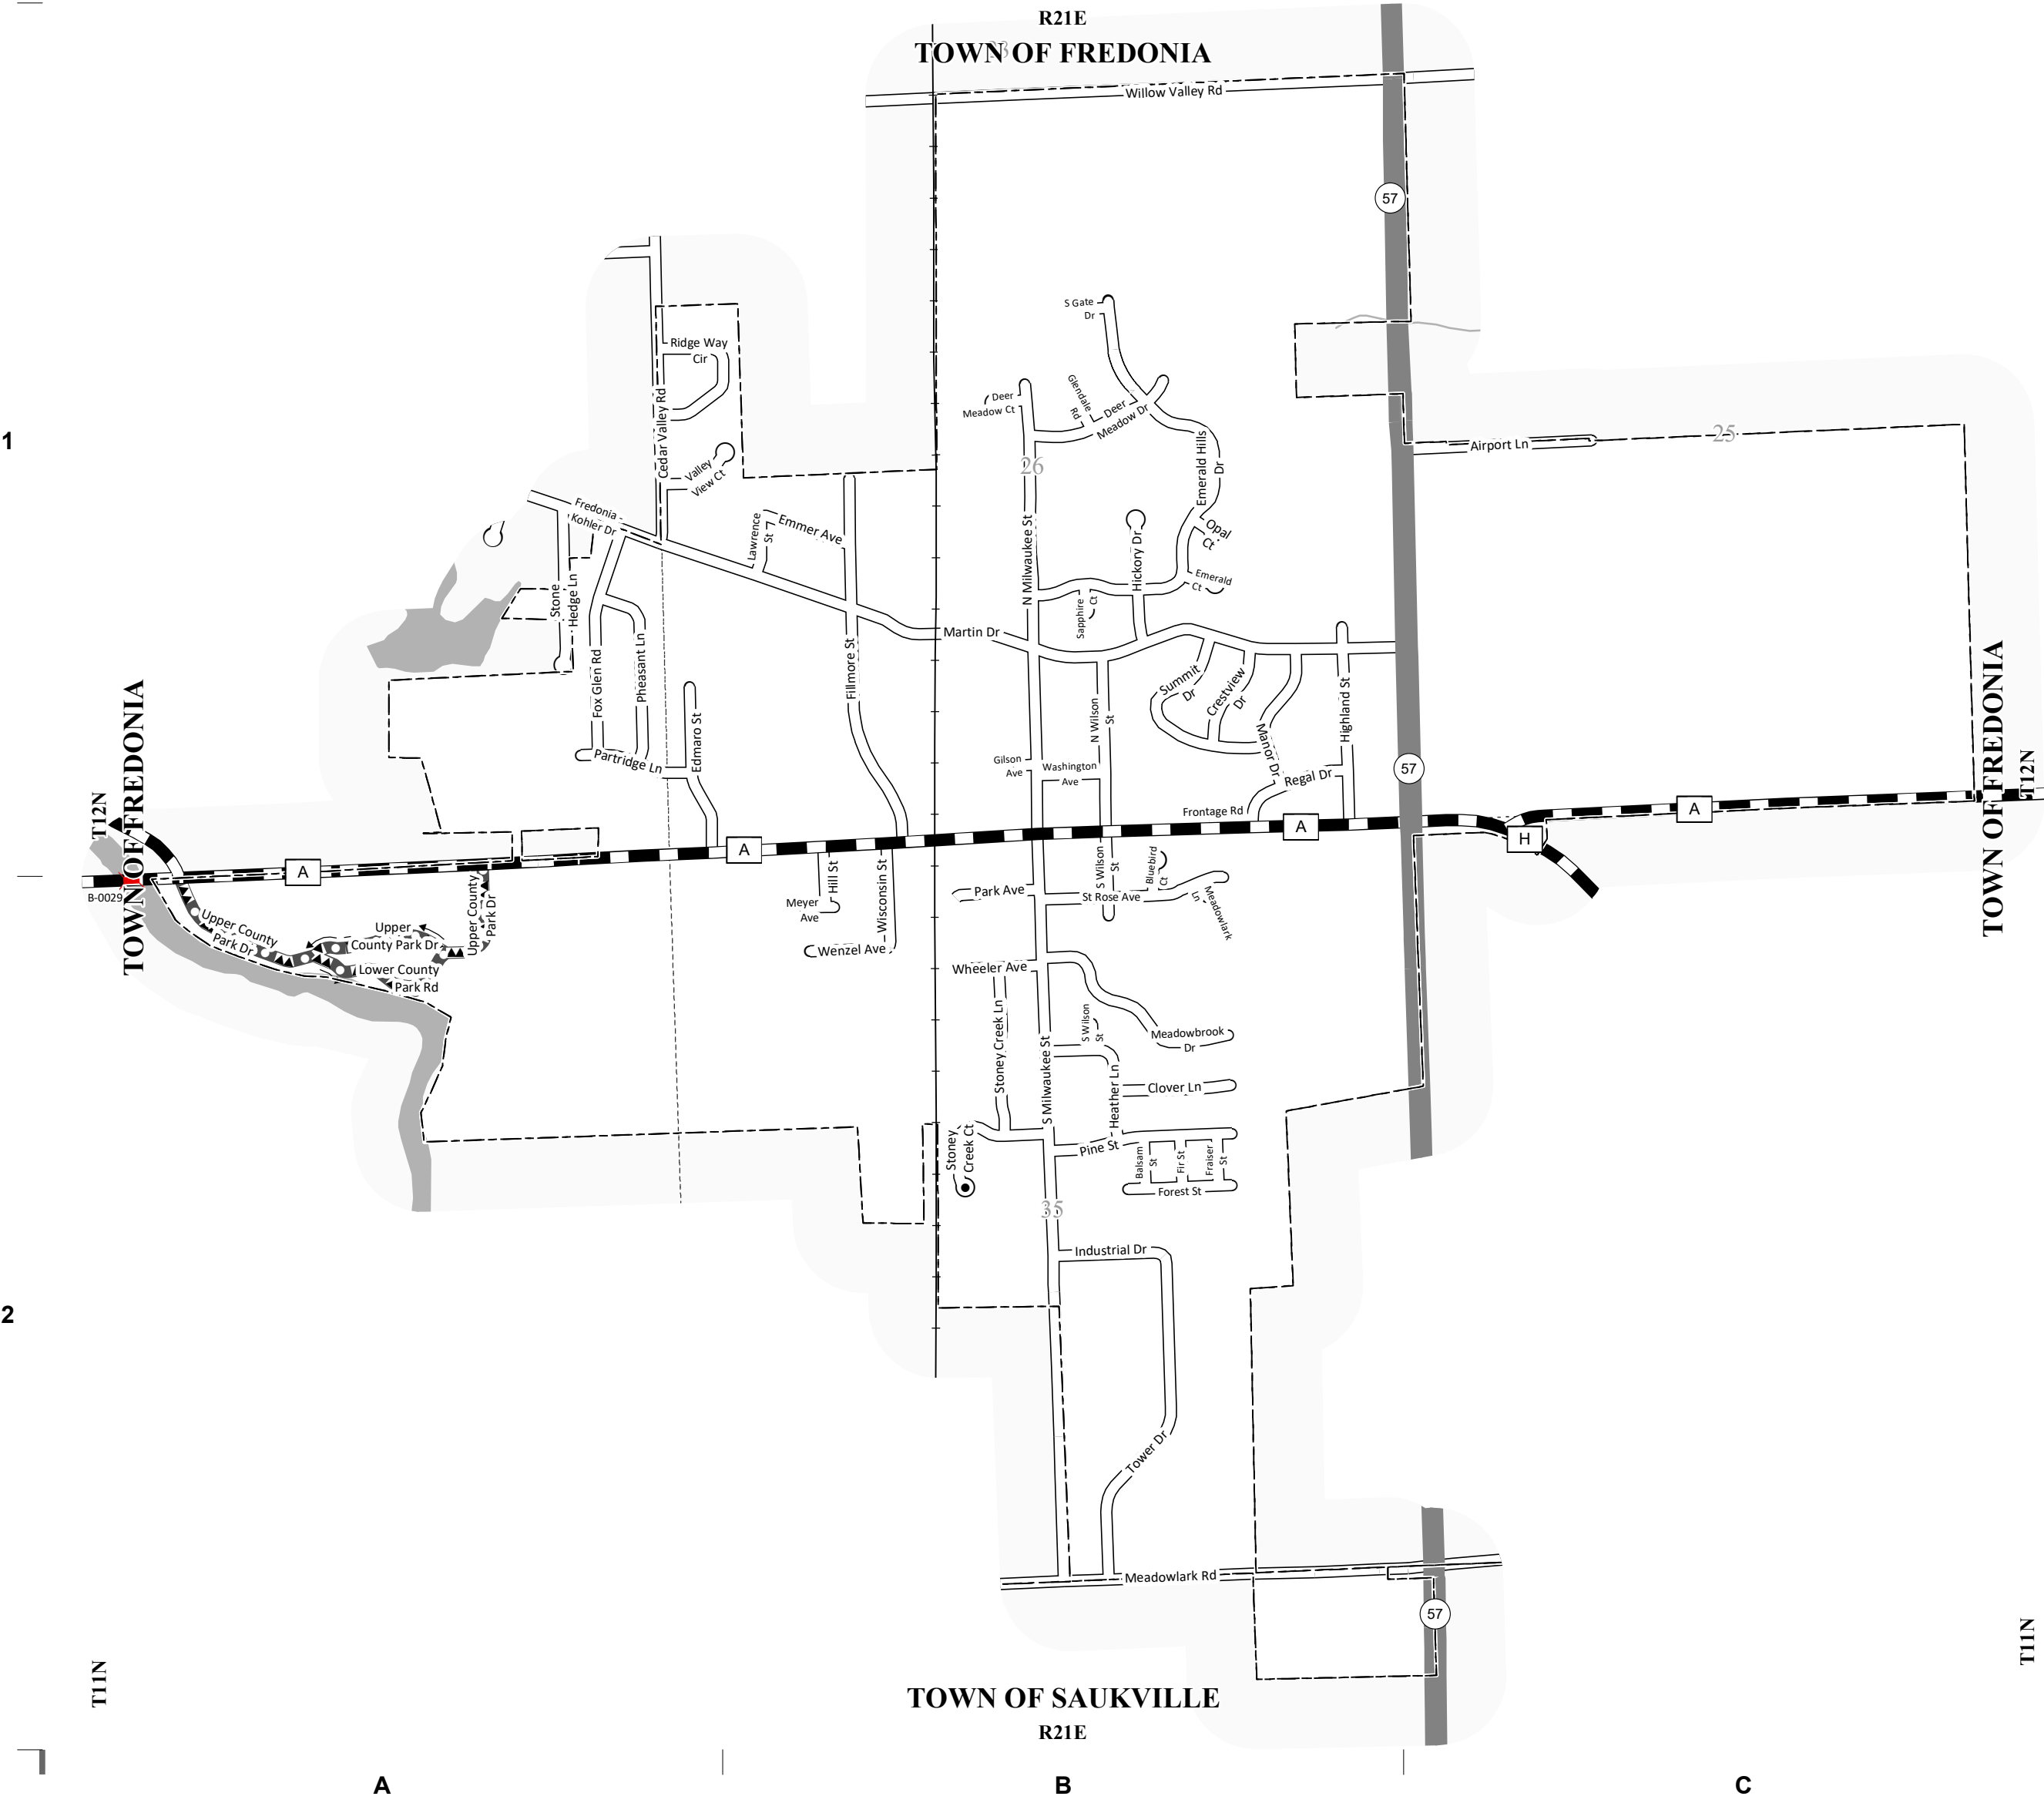 R21E
23
TOWN OF FREDONIA
Willow Valley Rd
57
S Gate
Dr
Ridge Way
Cir
Cedar Valley Rd
Deer
Meadow Ct
Glendale
Rd
Deer
Meadow Dr
1
Airport Ln
25
Emerald Hills
Dr
26
Valley
View Ct
Fredonia
Kohler Dr
Lawrence
St
Emmer Ave
N Milwaukee St
Hickory Dr
Opal
Ct
Emerald
Ct
Sapphire
Ct
Stone
Hedge Ln
Martin Dr
Fox Glen Rd
Pheasant Ln
Fillmore St
Summit
Dr
Crestview
Dr
Highland St
N Wilson
St
Edmaro St
Partridge Ln
Gilson
Ave
Washington
Ave
Manor Dr
Regal Dr
57
TOWN OF FREDONIA
T12N
TOWN OF FREDONIA
T12N
Frontage Rd
A
A
A
A
H
B-0029
Hill St
Wisconsin St
Meyer
Ave
Wenzel Ave
Park Ave
S Wilson
St
Bluebird
Ct
St Rose Ave
Meadowlark
Ln
Upper County
Park Dr
Upper
County Park Dr
Upper County
Park Dr
Lower County
Park Rd
Wheeler Ave
Stoney Creek Ln
S Milwaukee St
S Wilson
St
Meadowbrook
Dr
Heather Ln
Clover Ln
Stoney
Creek Ct
Pine St
Balsam
St
Fir St
Fraiser
St
Forest St
35
Industrial Dr
2
Tower Dr
Meadowlark Rd
57
T11N
T11N
TOWN OF SAUKVILLE
R21E
A
B
C